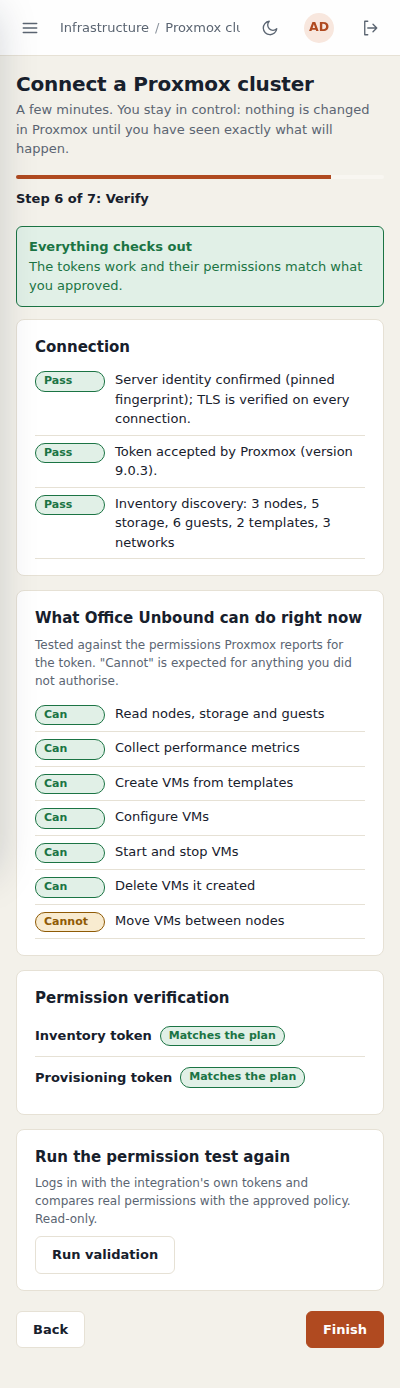 Infrastructure / Proxmox clu
AD
Connect a Proxmox cluster
A few minutes. You stay in control: nothing is changed
in Proxmox until you have seen exactly what will
happen.
Step 6 of 7: Verify
Everything checks out
The tokens work and their permissions match what
you approved.
Connection
Pass Server identity confirmed (pinned
fingerprint); TLS is verified on every
connection.
Pass Token accepted by Proxmox (version
9.0.3).
Pass Inventory discovery: 3 nodes, 5
storage, 6 guests, 2 templates, 3
networks
What Office Unbound can do right now
Tested against the permissions Proxmox reports for
the token. "Cannot" is expected for anything you did
not authorise.
Can Read nodes, storage and guests
Can Collect performance metrics
Can Create VMs from templates
Can Configure VMs
Can Start and stop VMs
Can Delete VMs it created
Cannot Move VMs between nodes
Permission verification
Inventory token Matches the plan
Provisioning token Matches the plan
Run the permission test again
Logs in with the integration's own tokens and
compares real permissions with the approved policy.
Read-only.
Run validation
Back Finish